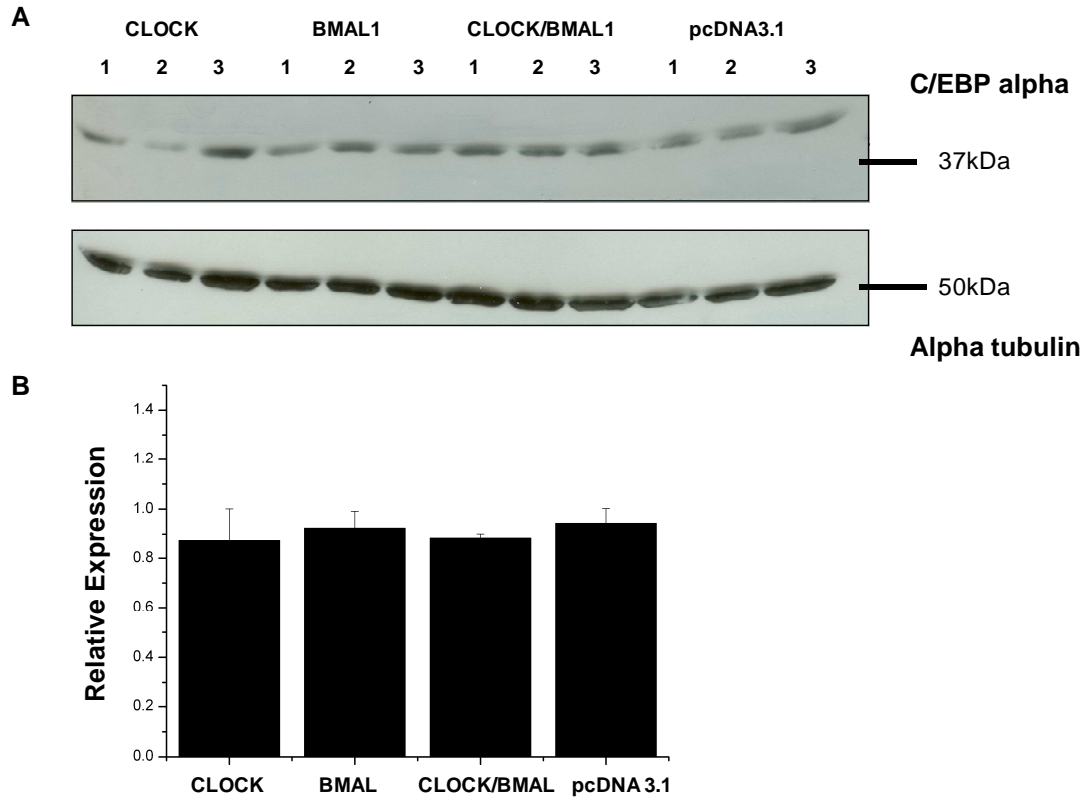 A
CLOCK BMAL1 CLOCK/BMAL1 pcDNA3.1
1 2 3 1 2 3 1 2 3 1 2 3
C/EBP alpha
37kDa
50kDa
Alpha tubulin
B
Relative Expression
1.4
1.2
1.0
0.8
0.6
0.4
0.2
0.0
CLOCK BMAL CLOCK/BMAL pcDNA 3.1